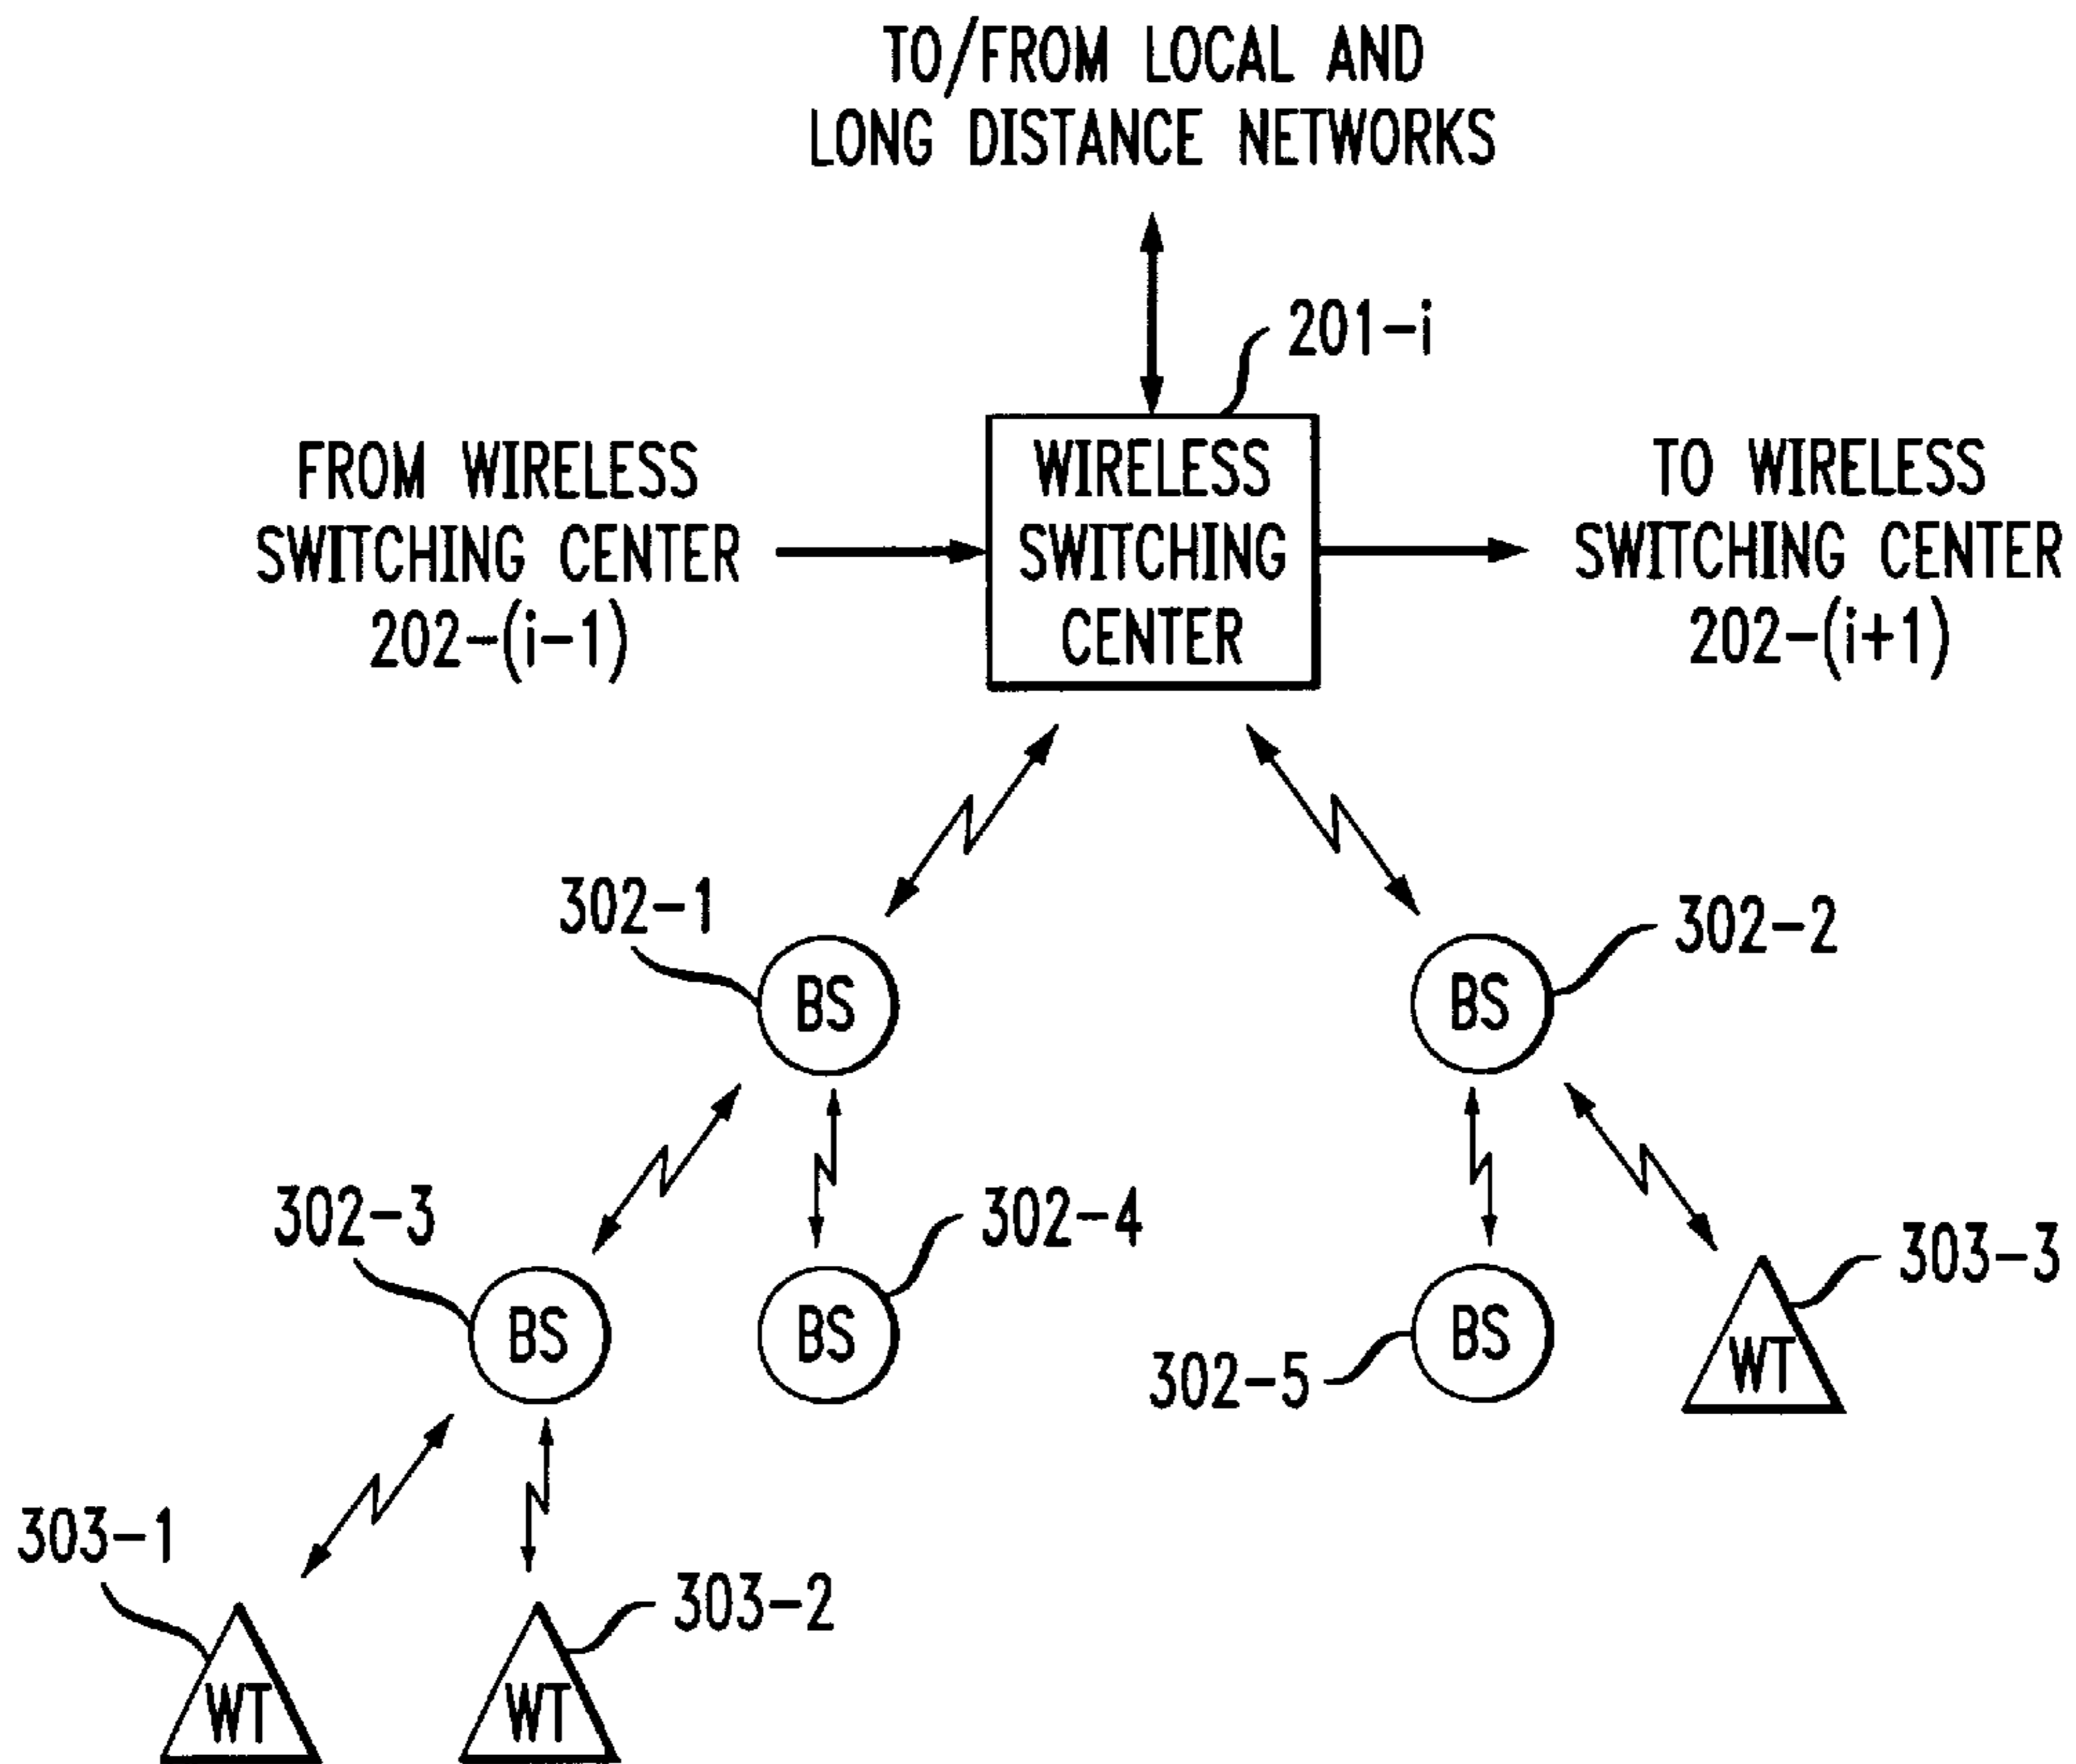 TO/FROM LOCAL AND
LONG DISTANCE NETWORKS
201-i
FROM WIRELESS
SWITCHING CENTER
202-(i-1)
WIRELESS
SWITCHING
CENTER
TO WIRELESS
SWITCHING CENTER
202-(i+1)
302-1
BS
302-2
BS
302-3
BS
302-4
BS
302-5
BS
303-3
WT
303-1
WT
303-2
WT